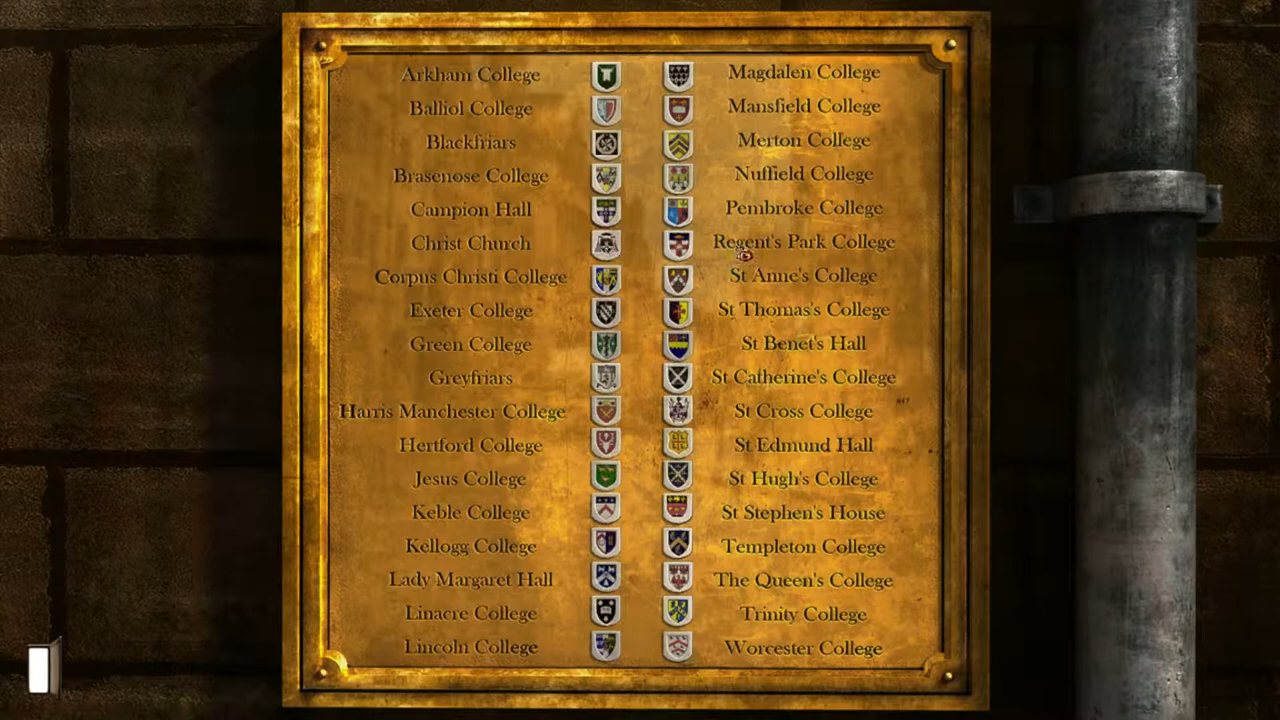 Arkham College
Balliol College
Blackfriars
Brasenose College
Campion Hall
Christ Church
Corpus Christi College
Exeter College
Green College
Greyfriars
Harris Manchester College
Hertford College
Jesus College
Keble College
Kellogg College
Lady Margaret Hall
Linacre College
Lincoln College
Magdalen College
Mansfield College
Merton College
Nuffield College
Pembroke College
Regent's Park College
St Anne's College
St Thomas's College
St Benet's Hall
St Catherine's College
St Cross College
St Edmund Hall
St Hugh's College
St Stephen's House
Templeton College
The Queen's College
Trinity College
Worcester College